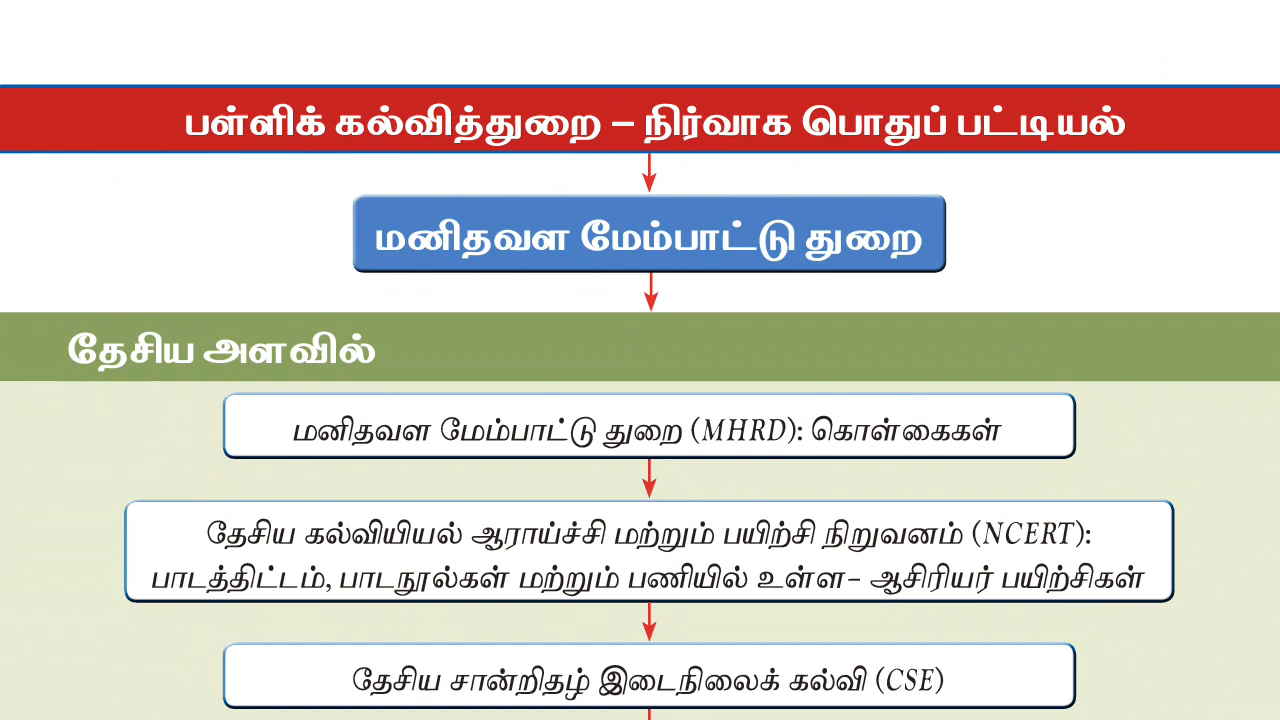 பள்ளிக் கல்வித்துறை – நிர்வாக பொதுப் பட்டியல்
மனிதவள மேம்பாட்டு துறை
தேசிய அளவில்
மனிதவள மேம்பாட்டு துறை (MHRD): கொள்கைகள்
தேசிய கல்வியியல் ஆராய்ச்சி மற்றும் பயிற்சி நிறுவனம் (NCERT):
பாடத்திட்டம், பாடநூல்கள் மற்றும் பணியில் உள்ள- ஆசிரியர் பயிற்சிகள்
தேசிய சான்றிதழ் இடைநிலைக் கல்வி (CSE)